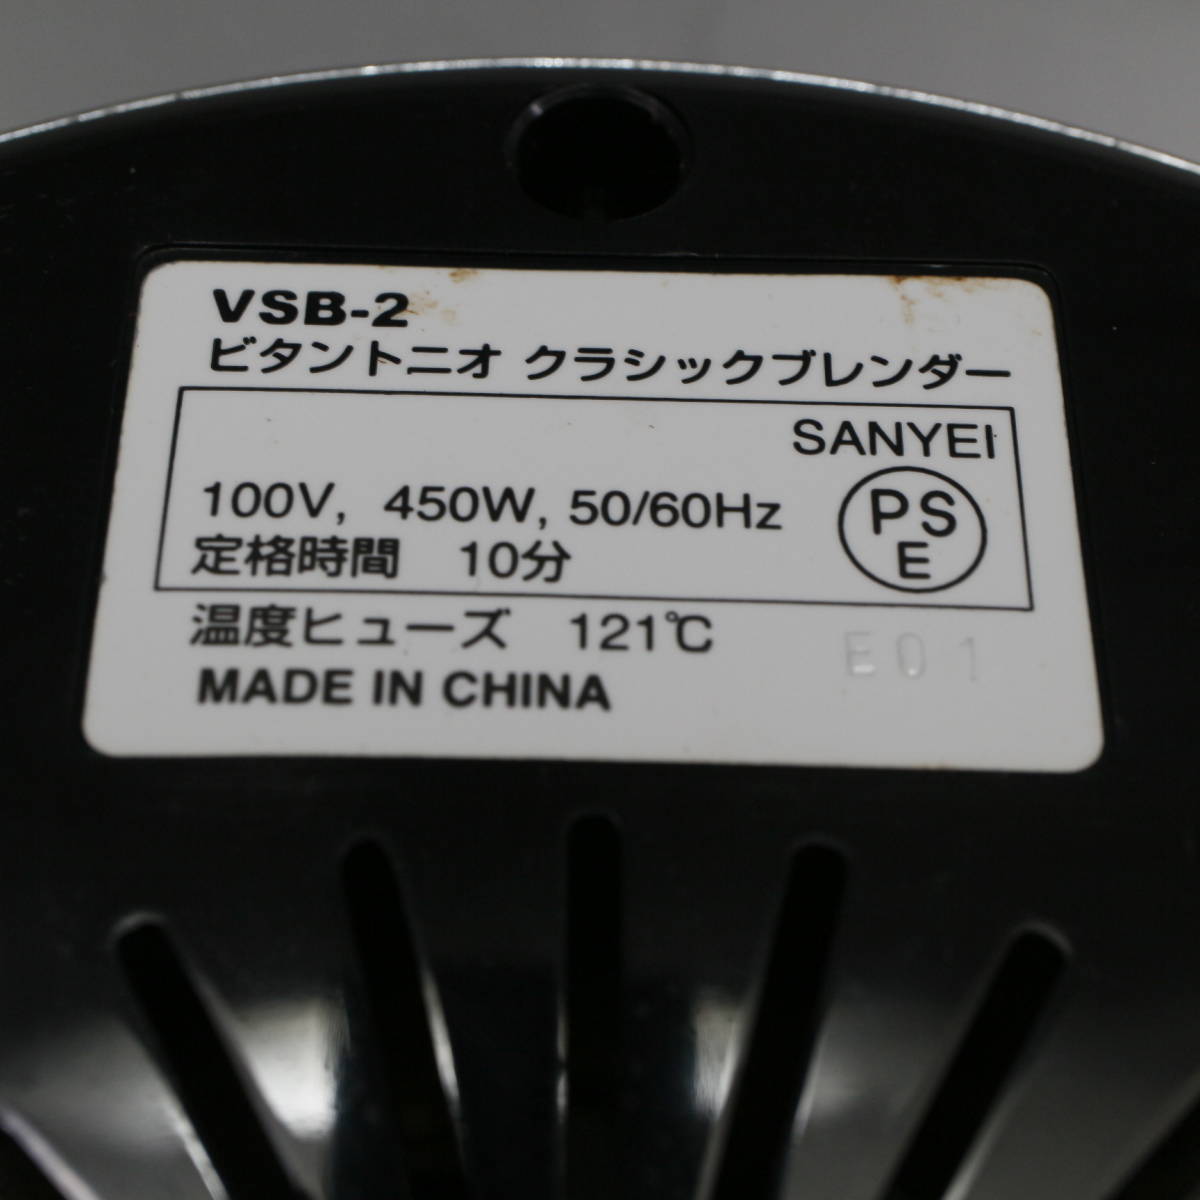 VSB-2
ビタントニオ クラシックブレンダー
SANYEI
100V, 450W, 50/60Hz
PS
E
定格時間 10分
温度ヒューズ 121℃
E01
MADE IN CHINA